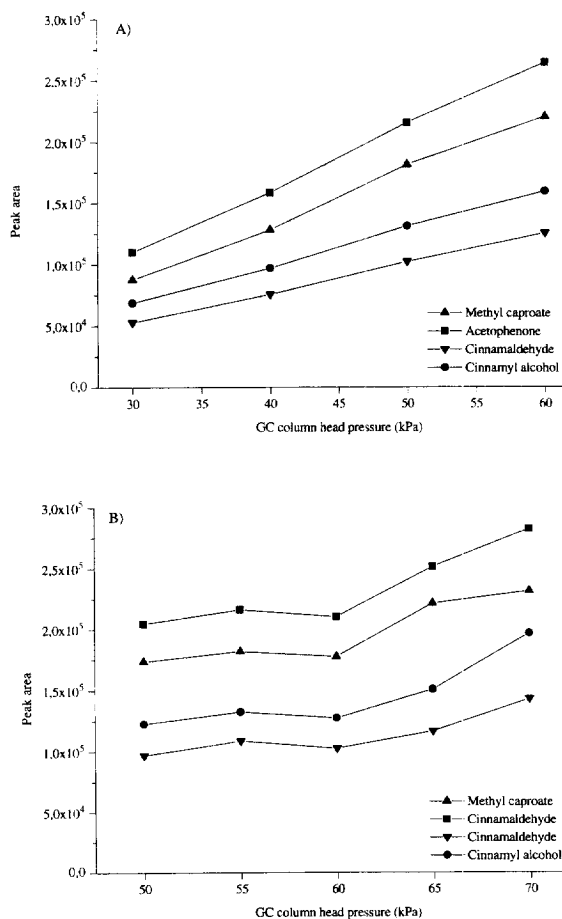 A)
3,0x10⁵
2,5x10⁵
2,0x10⁵
1,5x10⁵
1,0x10⁵
5,0x10⁴
0,0
Peak area
30 35 40 45 50 55 60
GC column head pressure (kPa)
Methyl caproate
Acetophenone
Cinnamaldehyde
Cinnamyl alcohol
B)
3,0x10⁵
2,5x10⁵
2,0x10⁵
1,5x10⁵
1,0x10⁵
5,0x10⁴
0,0
Peak area
50 55 60 65 70
GC column head pressure (kPa)
Methyl caproate
Cinnamaldehyde
Cinnamaldehyde
Cinnamyl alcohol